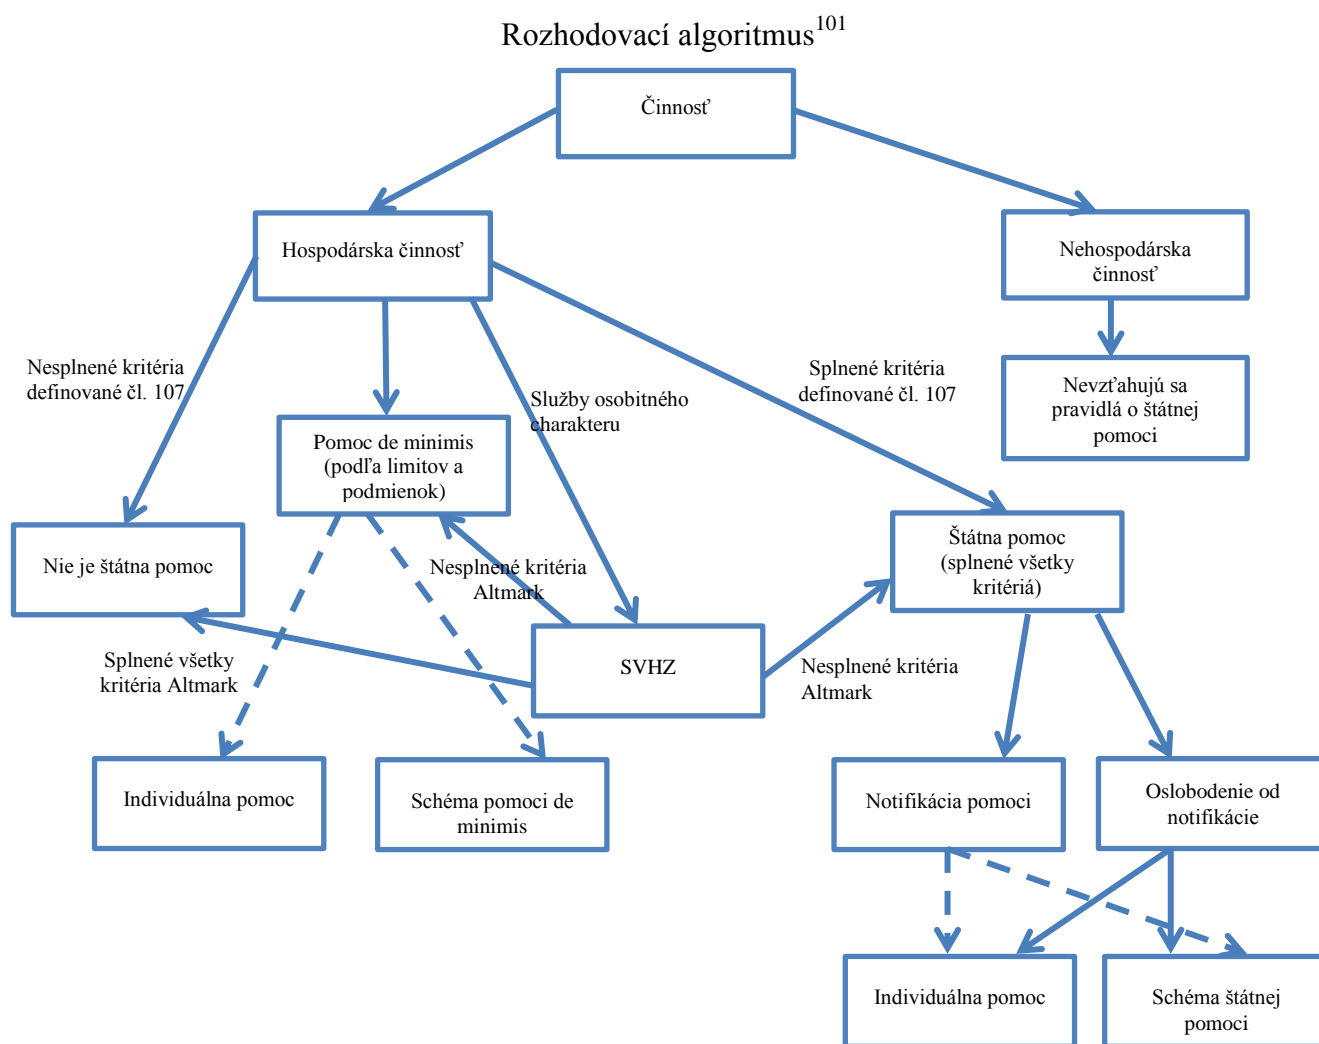 Rozhodovací algoritmus101
Činnosť
Hospodárska činnosť
Nehospodárska
činnosť
Nesplnené kritéria
definované čl. 107
Splnené kritéria
definované čl. 107
Služby osobitného
charakteru
Nevzťahujú sa
pravidlá o štátnej
pomoci
Pomoc de minimis
(podľa limitov a
podmienok)
Nie je štátna pomoc
Nesplnené kritéria
Altmark
Štátna pomoc
(splnené všetky
kritériá)
Splnené všetky
kritéria Altmark
SVHZ
Nesplnené kritéria
Altmark
Individuálna pomoc
Schéma pomoci de
minimis
Notifikácia pomoci
Oslobodenie od
notifikácie
Individuálna pomoc
Schéma štátnej
pomoci